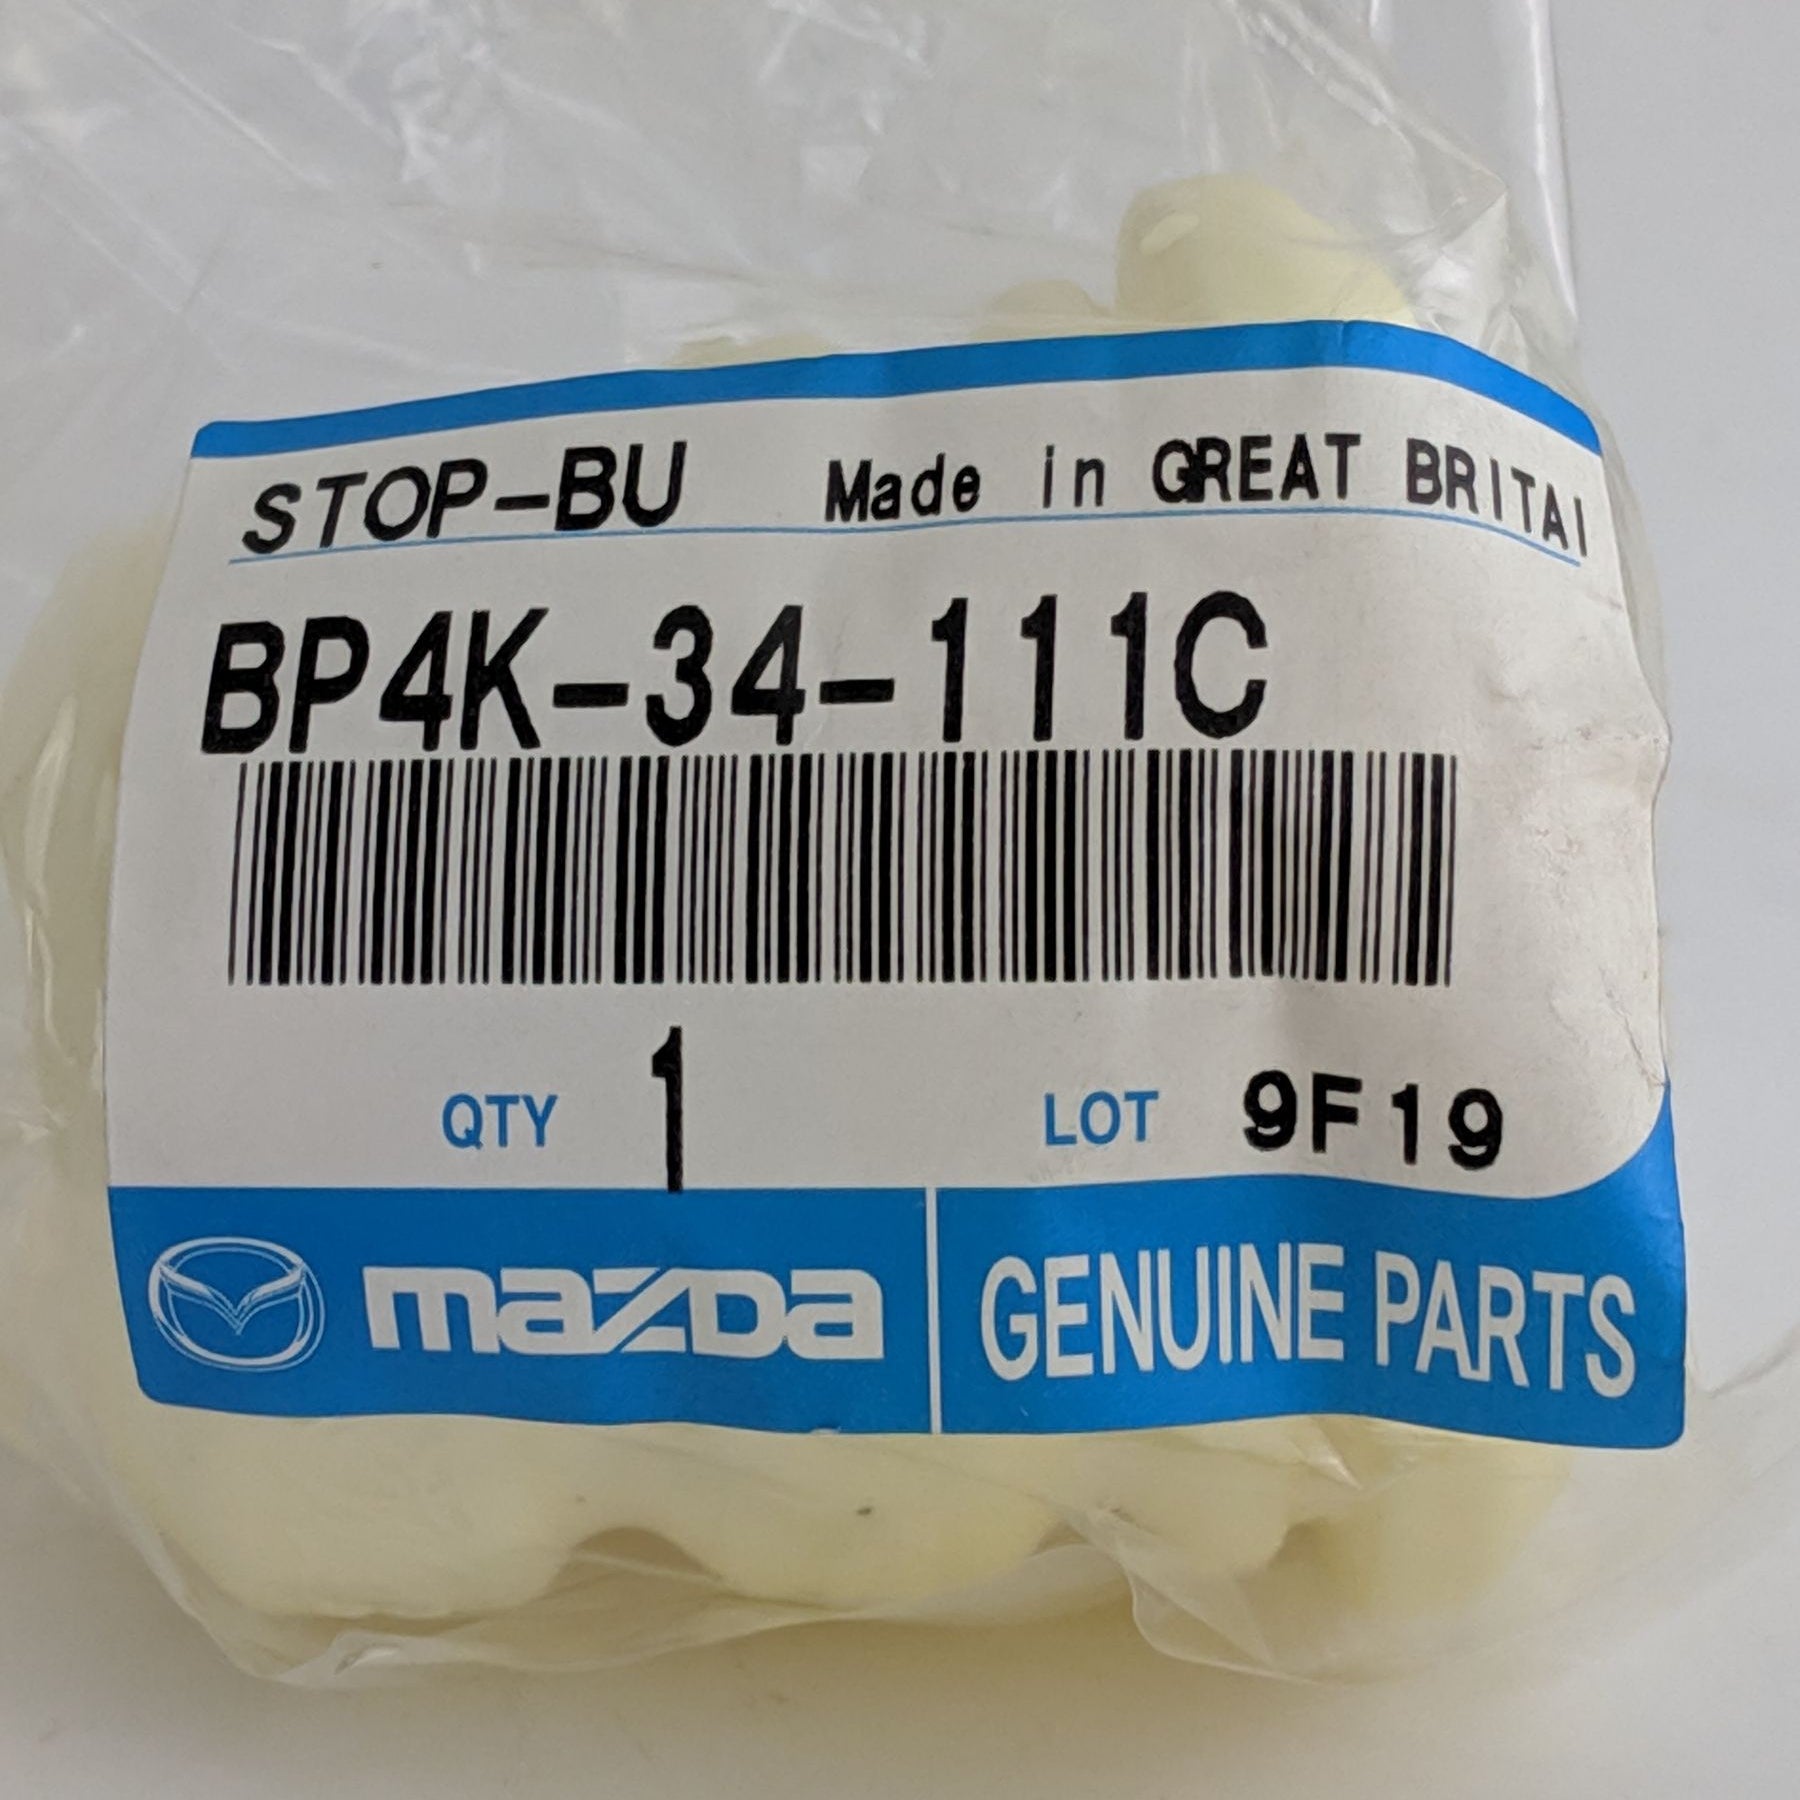 STOP-BU Made in GREAT BRITAI
BP4K-34-111C
QTY 1 LOT 9F19
mazDa GENUINE PARTS